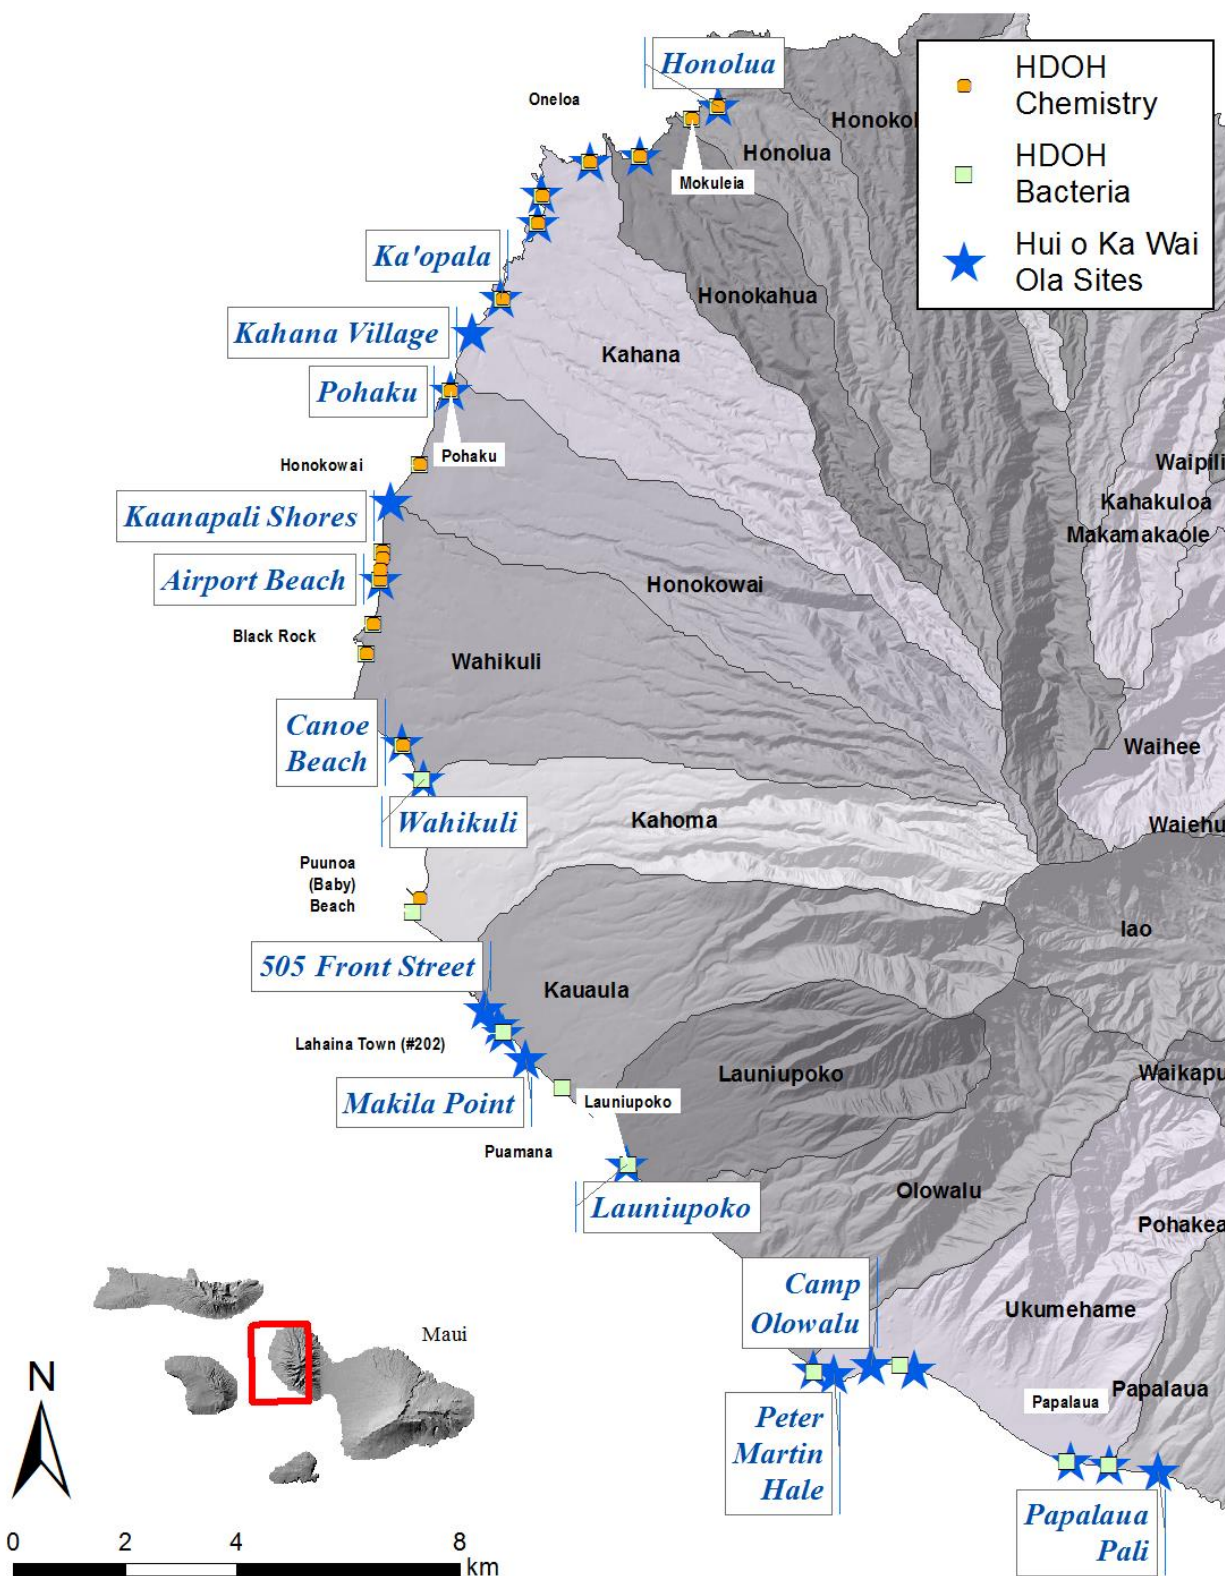 Honolua
HDOH
Chemistry
HDOH
Bacteria
Hui o Ka Wai
Ola Sites
Oneloa
Honolua
Mokuleia
Ka'opala
Honokahua
Kahana Village
Kahana
Pohaku
Pohaku
Honokowai
Waipili
Kahakuloa
Makamakaole
Kaanapali Shores
Airport Beach
Honokowai
Black Rock
Wahikuli
Canoe
Beach
Waihee
Wahikuli
Kahoma
Waiehu
Puunoa
(Baby)
Beach
Iao
505 Front Street
Kauaula
Lahaina Town (#202)
Launiupoko
Waikapu
Makila Point
Launiupoko
Puamana
Olowalu
Launiupoko
Pohakea
Camp
Olowalu
Ukumehame
Maui
N
Papalaua
Papalaua
Peter
Martin
Hale
Papalaua
Pali
0 2 4 8
km